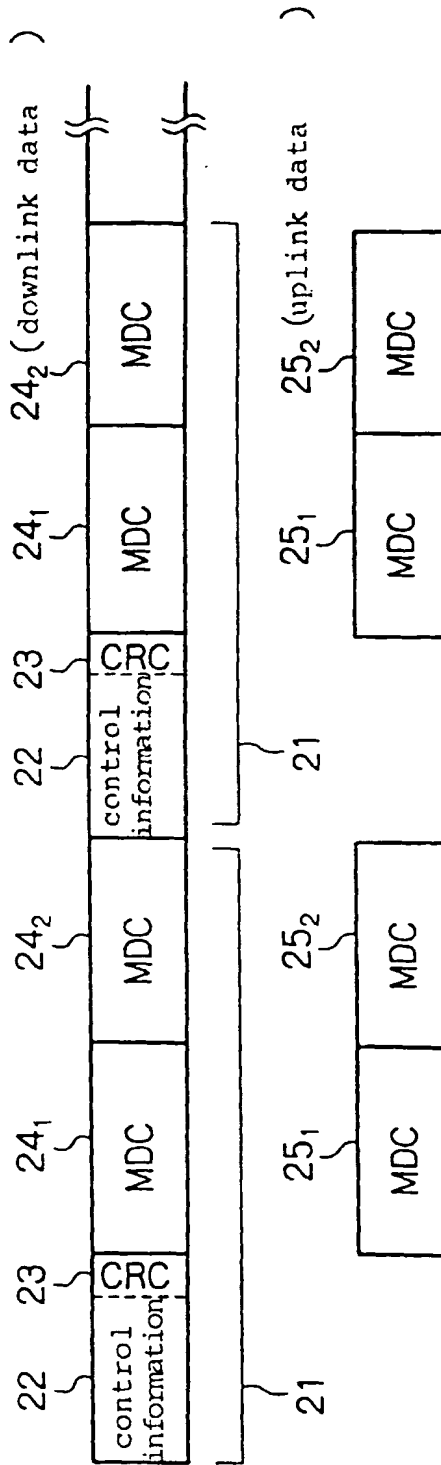 22 23 24₁ 24₂ 22 23 24₁ 24₂ (downlink data )
control information CRC MDC MDC control information CRC MDC MDC
21 21
25₁ 25₂ 25₁ 25₂ (uplink data )
MDC MDC MDC MDC